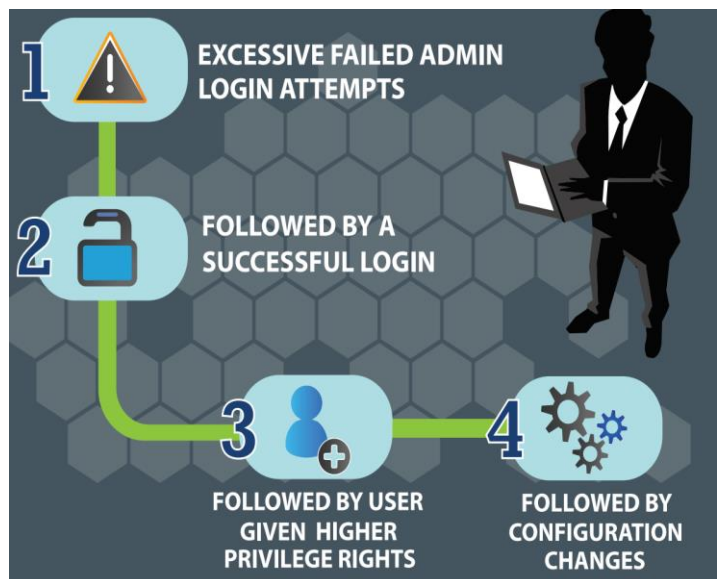 1
EXCESSIVE FAILED ADMIN
LOGIN ATTEMPTS
2
FOLLOWED BY A
SUCCESSFUL LOGIN
3
FOLLOWED BY USER
GIVEN HIGHER
PRIVILEGE RIGHTS
4
FOLLOWED BY
CONFIGURATION
CHANGES